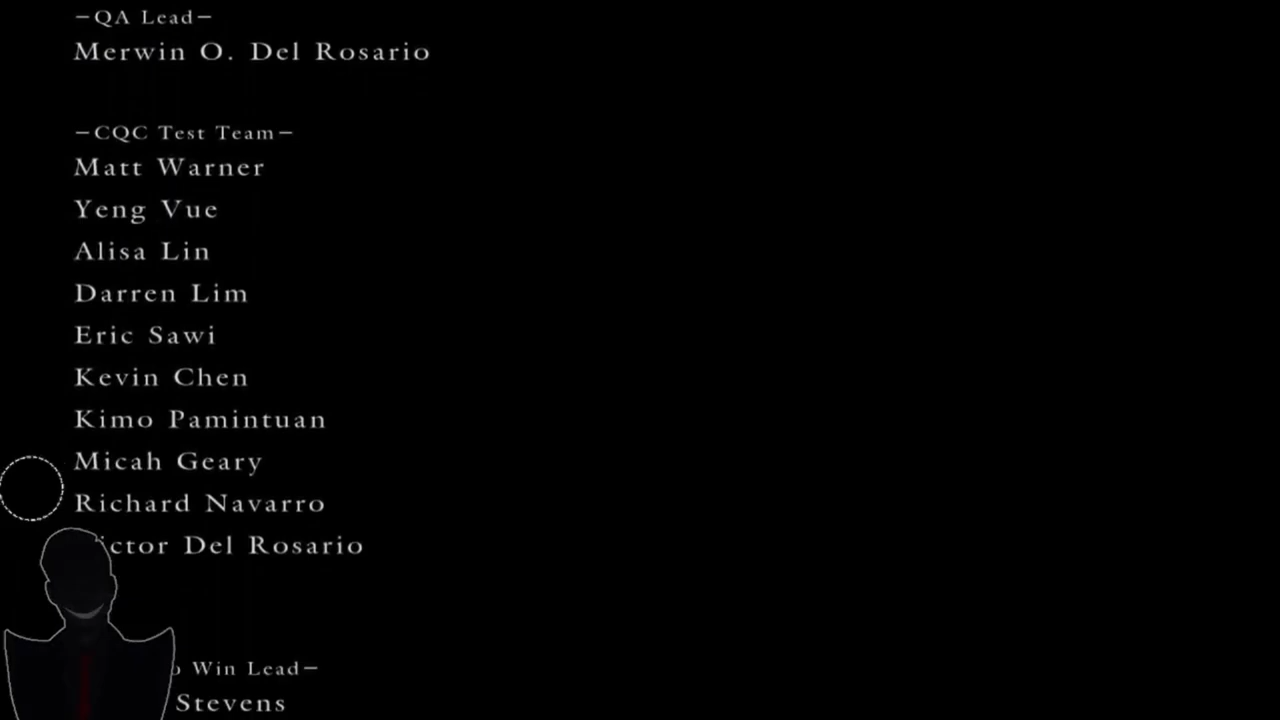 —QA Lead—
Merwin O. Del Rosario
—CQC Test Team—
Matt Warner
Yeng Vue
Alisa Lin
Darren Lim
Eric Sawi
Kevin Chen
Kimo Pamintuan
Micah Geary
Richard Navarro
Del Rosario
Win Lead—
Stevens